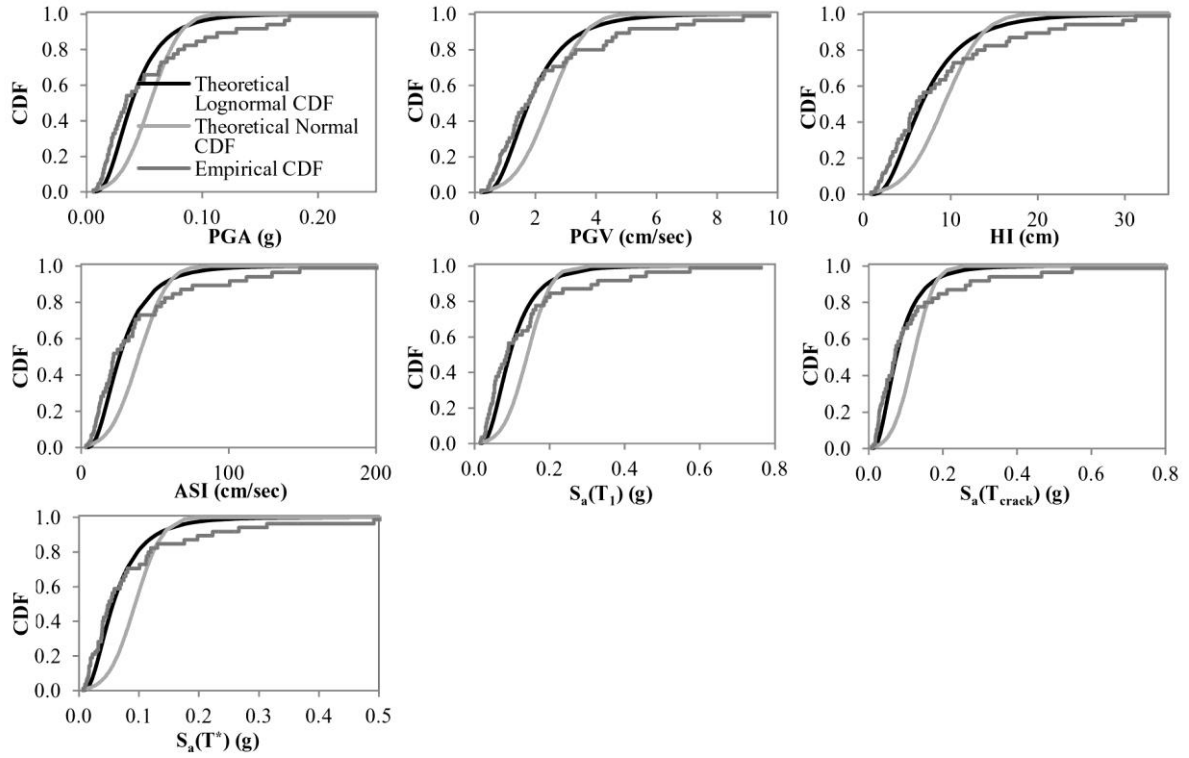 CDF
1.0
0.8
0.6
0.4
0.2
0.0
Theoretical
Lognormal CDF
Theoretical Normal
CDF
Empirical CDF
0.00 0.10 0.20
PGA (g)
CDF
1.0
0.8
0.6
0.4
0.2
0.0
0 2 4 6 8 10
PGV (cm/sec)
CDF
1.0
0.8
0.6
0.4
0.2
0.0
0 10 20 30
HI (cm)
CDF
1.0
0.8
0.6
0.4
0.2
0.0
0 100 200
ASI (cm/sec)
CDF
1.0
0.8
0.6
0.4
0.2
0.0
0.0 0.2 0.4 0.6 0.8
Sa(T1) (g)
CDF
1.0
0.8
0.6
0.4
0.2
0.0
0.0 0.2 0.4 0.6 0.8
Sa(Tcrack) (g)
CDF
1.0
0.8
0.6
0.4
0.2
0.0
0.0 0.1 0.2 0.3 0.4 0.5
Sa(T*) (g)